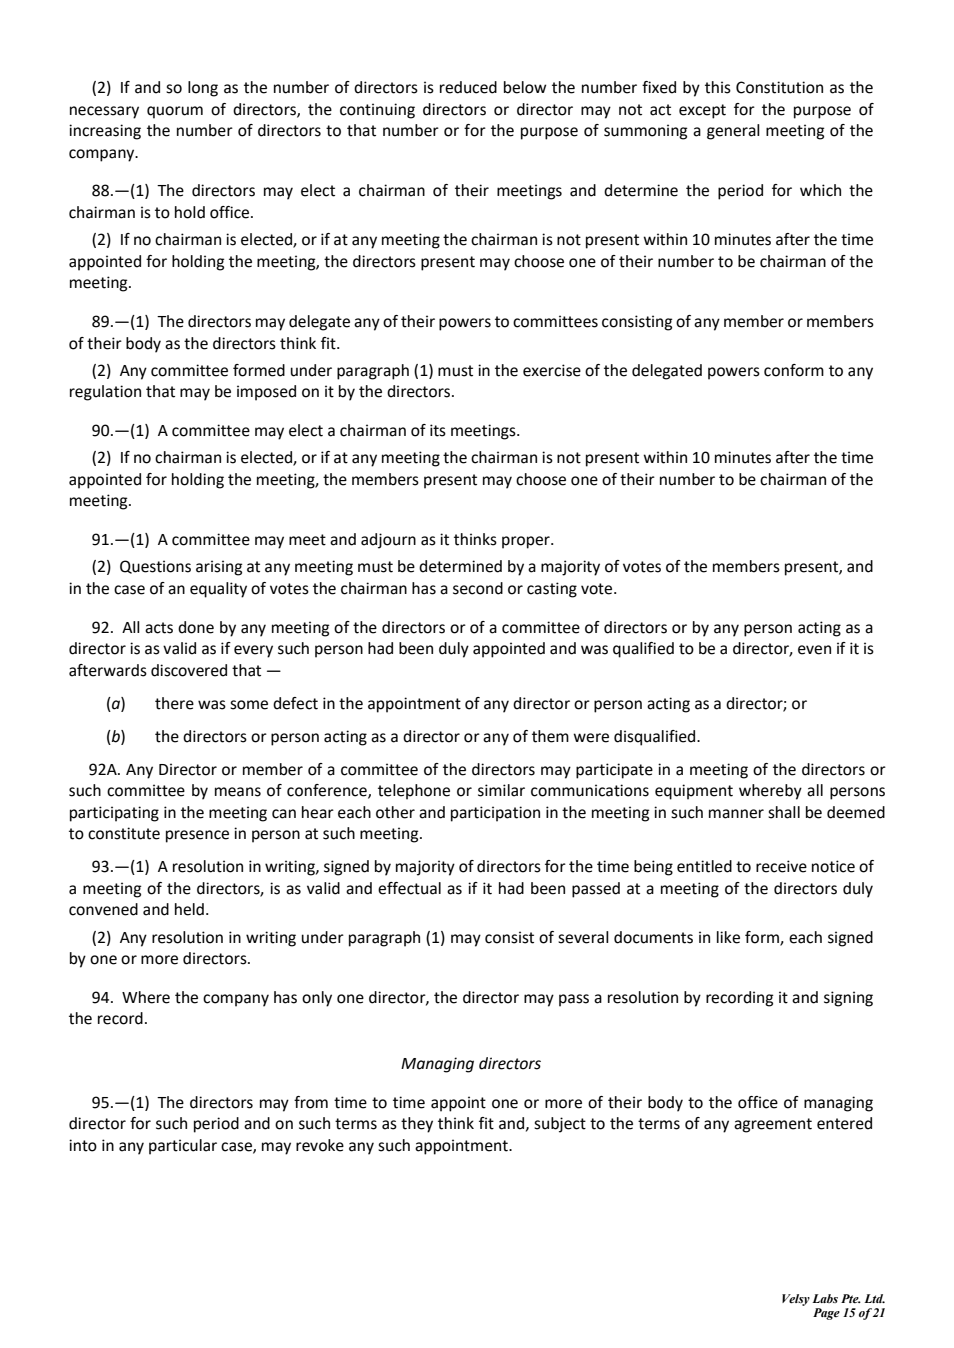 (2) If and so long as the number of directors is reduced below the number fixed by this Constitution as the
necessary quorum of directors, the continuing directors or director may not act except for the purpose of
increasing the number of directors to that number or for the purpose of summoning a general meeting of the
company.
88.—(1) The directors may elect a chairman of their meetings and determine the period for which the
chairman is to hold office.
(2) If no chairman is elected, or if at any meeting the chairman is not present within 10 minutes after the time
appointed for holding the meeting, the directors present may choose one of their number to be chairman of the
meeting.
89.—(1) The directors may delegate any of their powers to committees consisting of any member or members
of their body as the directors think fit.
(2) Any committee formed under paragraph (1) must in the exercise of the delegated powers conform to any
regulation that may be imposed on it by the directors.
90.—(1) A committee may elect a chairman of its meetings.
(2) If no chairman is elected, or if at any meeting the chairman is not present within 10 minutes after the time
appointed for holding the meeting, the members present may choose one of their number to be chairman of the
meeting.
91.—(1) A committee may meet and adjourn as it thinks proper.
(2) Questions arising at any meeting must be determined by a majority of votes of the members present, and
in the case of an equality of votes the chairman has a second or casting vote.
92. All acts done by any meeting of the directors or of a committee of directors or by any person acting as a
director is as valid as if every such person had been duly appointed and was qualified to be a director, even if it is
afterwards discovered that —
(a) there was some defect in the appointment of any director or person acting as a director; or
(b) the directors or person acting as a director or any of them were disqualified.
92A. Any Director or member of a committee of the directors may participate in a meeting of the directors or
such committee by means of conference, telephone or similar communications equipment whereby all persons
participating in the meeting can hear each other and participation in the meeting in such manner shall be deemed
to constitute presence in person at such meeting.
93.—(1) A resolution in writing, signed by majority of directors for the time being entitled to receive notice of
a meeting of the directors, is as valid and effectual as if it had been passed at a meeting of the directors duly
convened and held.
(2) Any resolution in writing under paragraph (1) may consist of several documents in like form, each signed
by one or more directors.
94. Where the company has only one director, the director may pass a resolution by recording it and signing
the record.
Managing directors
95.—(1) The directors may from time to time appoint one or more of their body to the office of managing
director for such period and on such terms as they think fit and, subject to the terms of any agreement entered
into in any particular case, may revoke any such appointment.
Velsy Labs Pte. Ltd.
Page 15 of 21